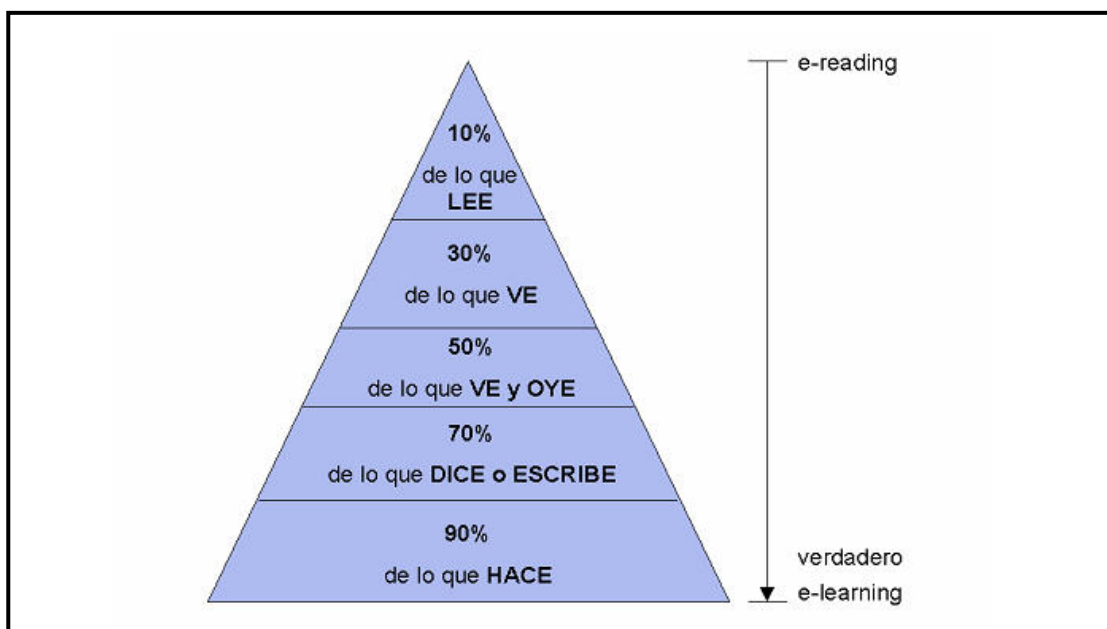 e-reading
10%
de lo que
LEE
30%
de lo que VE
50%
de lo que VE y OYE
70%
de lo que DICE o ESCRIBE
90%
de lo que HACE
verdadero
e-learning